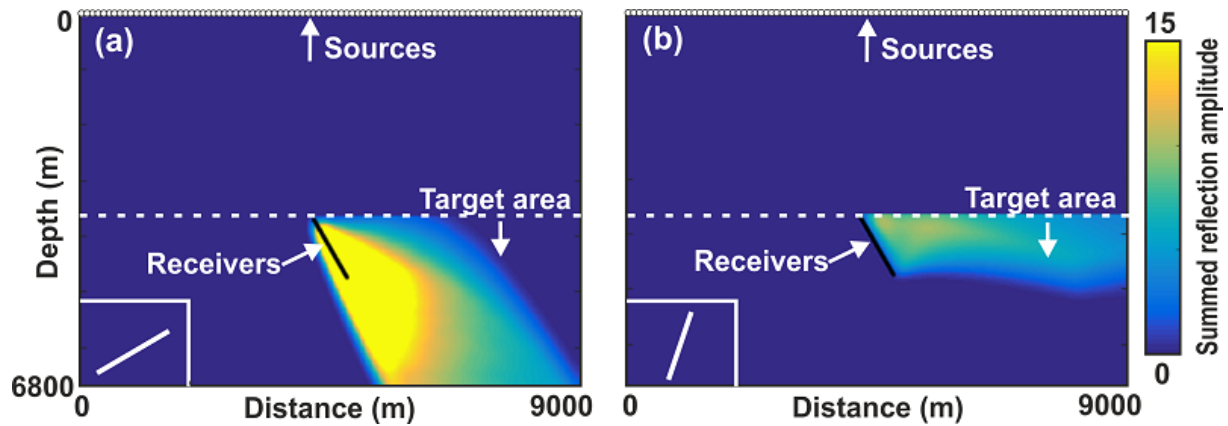 0
(a)
Sources
Target area
Receivers
Depth (m)
6800
0
Distance (m)
9000
(b)
Sources
Target area
Receivers
0
Distance (m)
9000
15
Summed reflection amplitude
0